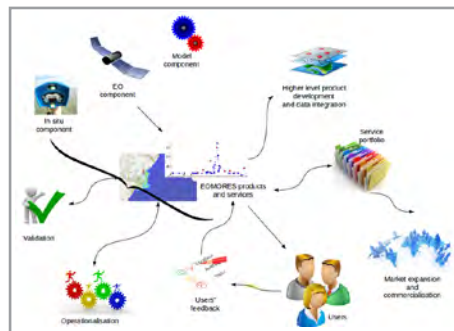 Model
component
EO
component
In situ
component
Higher level product
development
and data integration
Service
portfolio
EOMORES products
and services
Validation
Operationalisation
Users'
feedback
Users
Market expansion
and
commercialisation